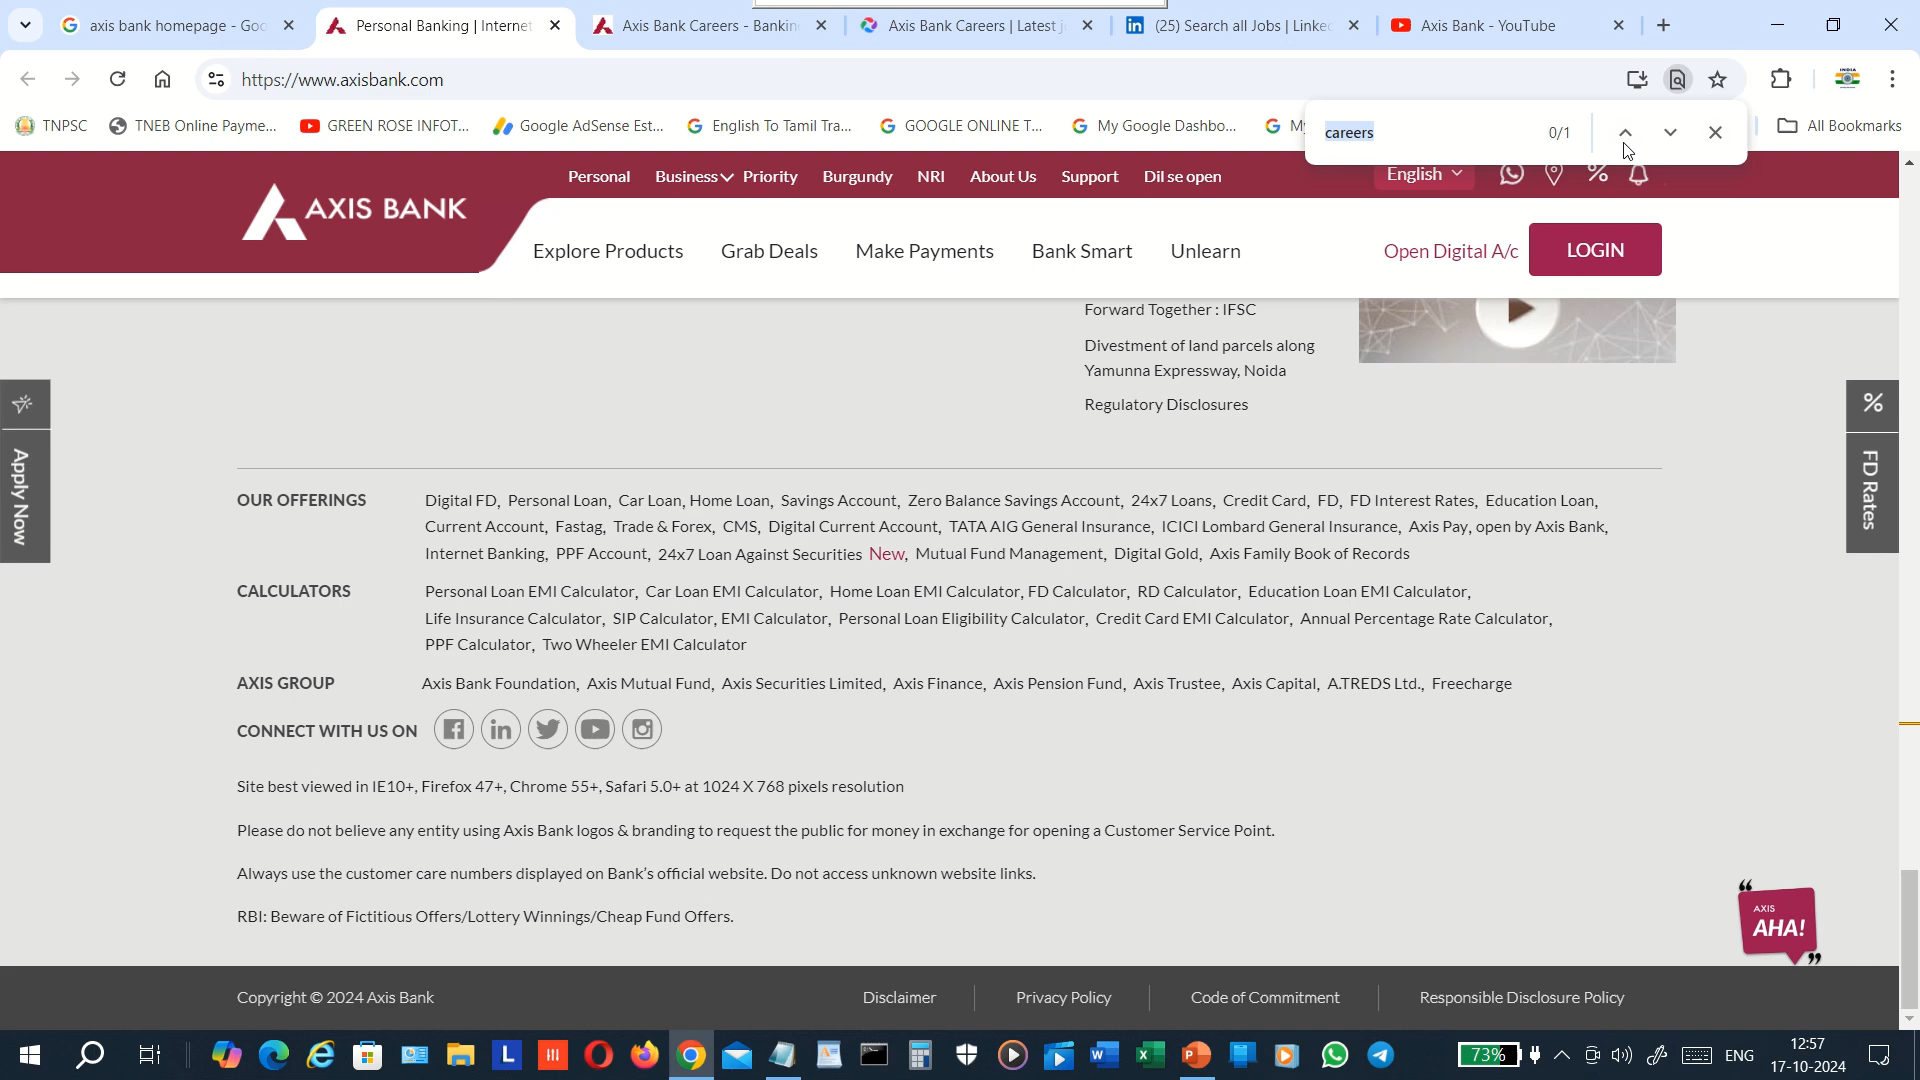 axis bank homepage - Goo
Personal Banking | Internet
Axis Bank Careers - Bankin
Axis Bank Careers | Latest j
(25) Search all Jobs | Linke
Axis Bank - YouTube
https://www.axisbank.com
TNPSC
TNEB Online Payme...
GREEN ROSE INFOT...
Google AdSense Est...
English To Tamil Tra...
GOOGLE ONLINE T...
My Google Dashbo...
All Bookmarks
careers
0/1
AXIS BANK
Personal
Business
Priority
Burgundy
NRI
About Us
Support
Dil se open
English
Explore Products
Grab Deals
Make Payments
Bank Smart
Unlearn
Open Digital A/c
LOGIN
Forward Together : IFSC
Divestment of land parcels along
Yamunna Expressway, Noida
Regulatory Disclosures
Apply Now
%
FD Rates
OUR OFFERINGS
Digital FD, Personal Loan, Car Loan, Home Loan, Savings Account, Zero Balance Savings Account, 24x7 Loans, Credit Card, FD, FD Interest Rates, Education Loan,
Current Account, Fastag, Trade & Forex, CMS, Digital Current Account, TATA AIG General Insurance, ICICI Lombard General Insurance, Axis Pay, open by Axis Bank,
Internet Banking, PPF Account, 24x7 Loan Against Securities New, Mutual Fund Management, Digital Gold, Axis Family Book of Records
CALCULATORS
Personal Loan EMI Calculator, Car Loan EMI Calculator, Home Loan EMI Calculator, FD Calculator, RD Calculator, Education Loan EMI Calculator,
Life Insurance Calculator, SIP Calculator, EMI Calculator, Personal Loan Eligibility Calculator, Credit Card EMI Calculator, Annual Percentage Rate Calculator,
PPF Calculator, Two Wheeler EMI Calculator
AXIS GROUP
Axis Bank Foundation, Axis Mutual Fund, Axis Securities Limited, Axis Finance, Axis Pension Fund, Axis Trustee, Axis Capital, A.TREDS Ltd., Freecharge
CONNECT WITH US ON
Site best viewed in IE10+, Firefox 47+, Chrome 55+, Safari 5.0+ at 1024 X 768 pixels resolution
Please do not believe any entity using Axis Bank logos & branding to request the public for money in exchange for opening a Customer Service Point.
Always use the customer care numbers displayed on Bank's official website. Do not access unknown website links.
RBI: Beware of Fictitious Offers/Lottery Winnings/Cheap Fund Offers.
AXIS
AHA!
Copyright © 2024 Axis Bank
Disclaimer
Privacy Policy
Code of Commitment
Responsible Disclosure Policy
73%
ENG
12:57
17-10-2024